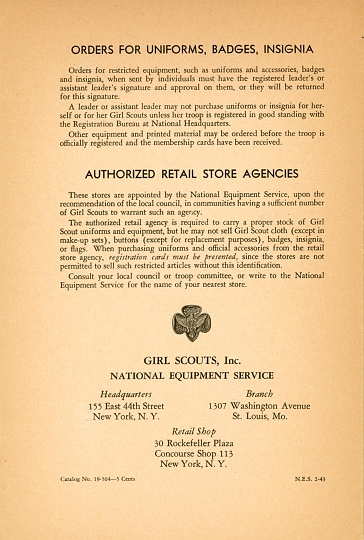 ORDERS FOR UNIFORMS, BADGES, INSIGNIA
Orders for restricted equipment, such as uniforms and accessories, badges
and insignia, when sent by individuals must have the registered leader's or
assistant leader's signature and approval on them, or they will be returned
for this signature.
A leader or assistant leader may not purchase uniforms or insignia for her-
self or for her Girl Scouts unless her troop is registered in good standing with
the Registration Bureau at National Headquarters.
Other equipment and printed material may be ordered before the troop is
officially registered and the membership cards have been received.
AUTHORIZED RETAIL STORE AGENCIES
These stores are appointed by the National Equipment Service, upon the
recommendation of the local council, in communities having a sufficient number
of Girl Scouts to warrant such an agency.
The authorized retail agency is required to carry a proper stock of Girl
Scout uniforms and equipment, but he may not sell Girl Scout cloth (except in
make-up sets), buttons (except for replacement purposes), badges, insignia,
or flags. When purchasing uniforms and official accessories from the retail
store agency, registration cards must be presented, since the stores are not
permitted to sell such restricted articles without this identification.
Consult your local council or troop committee, or write to the National
Equipment Service for the name of your nearest store.
GIRL SCOUTS, Inc.
NATIONAL EQUIPMENT SERVICE
Headquarters
155 East 44th Street
New York, N. Y.
Branch
1307 Washington Avenue
St. Louis, Mo.
Retail Shop
30 Rockefeller Plaza
Concourse Shop 113
New York, N. Y.
Catalog No. 19-504—5 Cents
N.E.S. 2-43